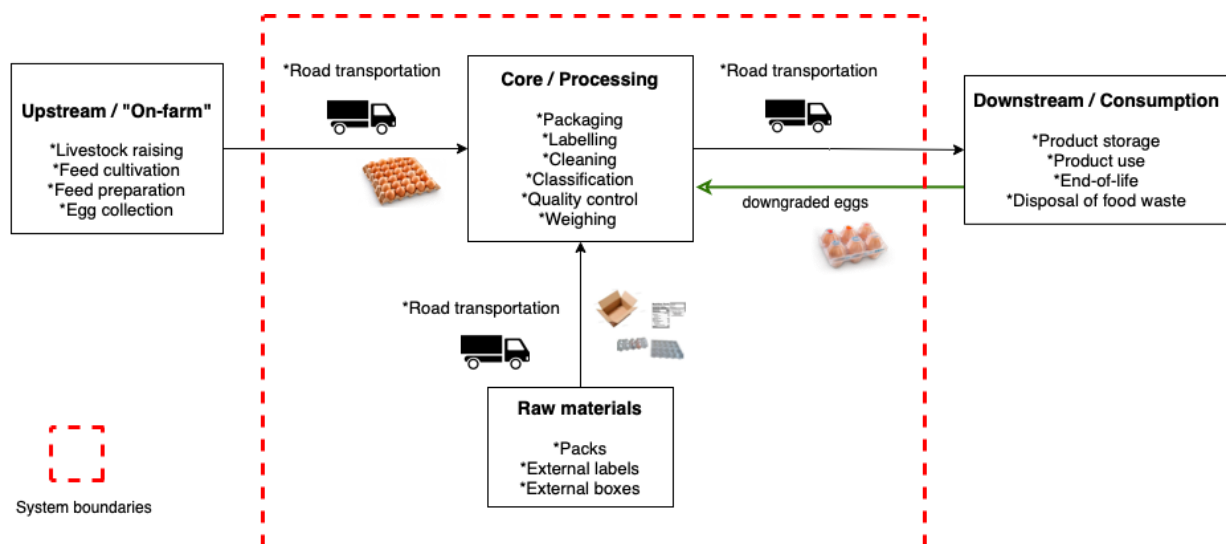 Upstream / "On-farm"
*Livestock raising
*Feed cultivation
*Feed preparation
*Egg collection
*Road transportation
Core / Processing
*Packaging
*Labelling
*Cleaning
*Classification
*Quality control
*Weighing
*Road transportation
Downstream / Consumption
*Product storage
*Product use
*End-of-life
*Disposal of food waste
downgraded eggs
*Road transportation
Raw materials
*Packs
*External labels
*External boxes
System boundaries